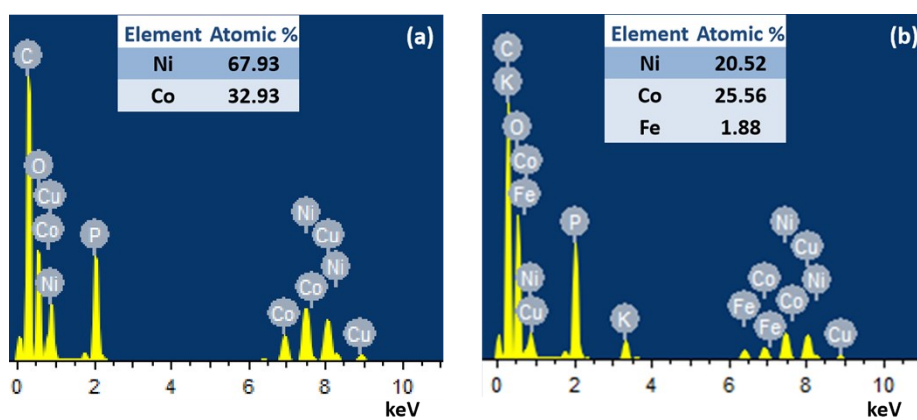 (a)
Element Atomic %
Ni 67.93
Co 32.93
C
O
Cu
Co
Ni
P
Ni
Cu
Ni
Co
Co
Cu
0 2 4 6 8 10
keV
(b)
Element Atomic %
Ni 20.52
Co 25.56
Fe 1.88
C
K
O
Co
Fe
Ni
Cu
P
K
Ni
Cu
Co
Ni
Fe
Co
Fe
Cu
0 2 4 6 8 10
keV